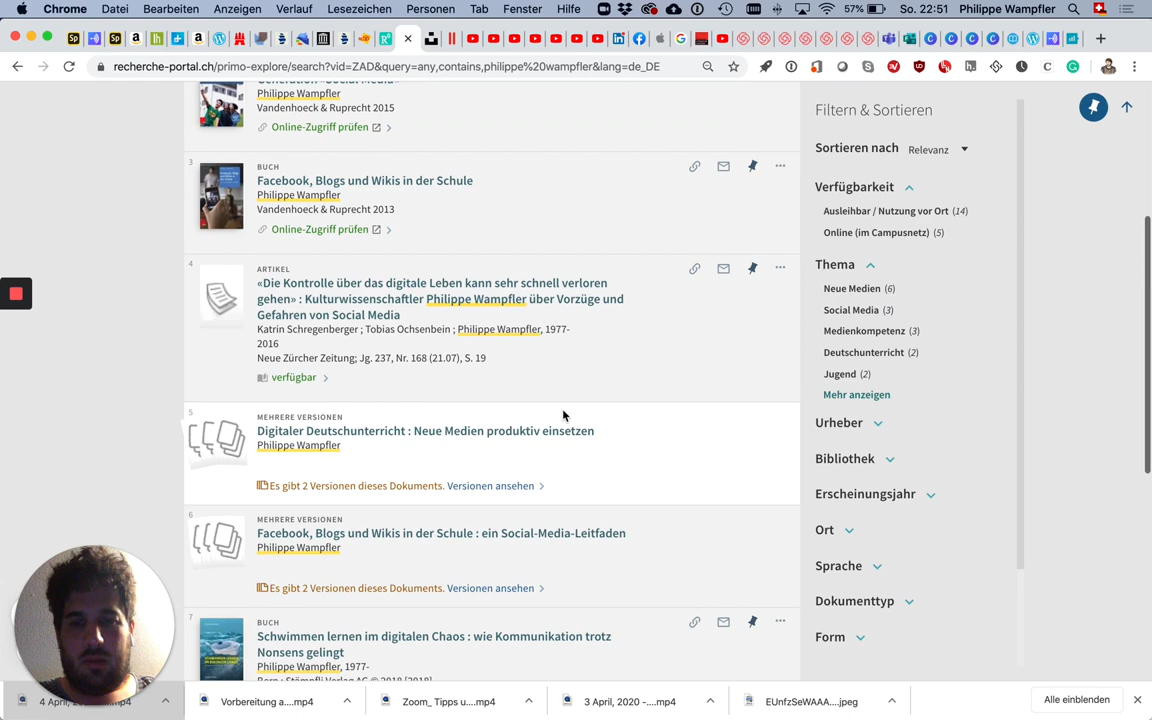 Chrome Datei Bearbeiten Anzeigen Verlauf Lesezeichen Personen Tab Fenster Hilfe 57% So. 22:51 Philippe Wampfler
recherche-portal.ch/primo-explore/search?vid=ZAD&query=any,contains,philippe%20wampfler&lang=de_DE
Philippe Wampfler
Vandenhoeck & Ruprecht 2015
Online-Zugriff prüfen
3
BUCH
Facebook, Blogs und Wikis in der Schule
Philippe Wampfler
Vandenhoeck & Ruprecht 2013
Online-Zugriff prüfen
4
ARTIKEL
«Die Kontrolle über das digitale Leben kann sehr schnell verloren
gehen» : Kulturwissenschaftler Philippe Wampfler über Vorzüge und
Gefahren von Social Media
Katrin Schregenberger ; Tobias Ochsenbein ; Philippe Wampfler, 1977-
2016
Neue Zürcher Zeitung; Jg. 237, Nr. 168 (21.07), S. 19
verfügbar
5
MEHRERE VERSIONEN
Digitaler Deutschunterricht : Neue Medien produktiv einsetzen
Philippe Wampfler
Es gibt 2 Versionen dieses Dokuments. Versionen ansehen
6
MEHRERE VERSIONEN
Facebook, Blogs und Wikis in der Schule : ein Social-Media-Leitfaden
Philippe Wampfler
Es gibt 2 Versionen dieses Dokuments. Versionen ansehen
7
BUCH
Schwimmen lernen im digitalen Chaos : wie Kommunikation trotz
Nonsens gelingt
Philippe Wampfler, 1977-
Filtern & Sortieren
Sortieren nach Relevanz
Verfügbarkeit
Ausleihbar / Nutzung vor Ort (14)
Online (im Campusnetz) (5)
Thema
Neue Medien (6)
Social Media (3)
Medienkompetenz (3)
Deutschunterricht (2)
Jugend (2)
Mehr anzeigen
Urheber
Bibliothek
Erscheinungsjahr
Ort
Sprache
Dokumenttyp
Form
4 April, 20 mp4 Vorbereitung a....mp4 Zoom_ Tipps u....mp4 3 April, 2020 -....mp4 EUnfzSeWAAA....jpeg Alle einblenden